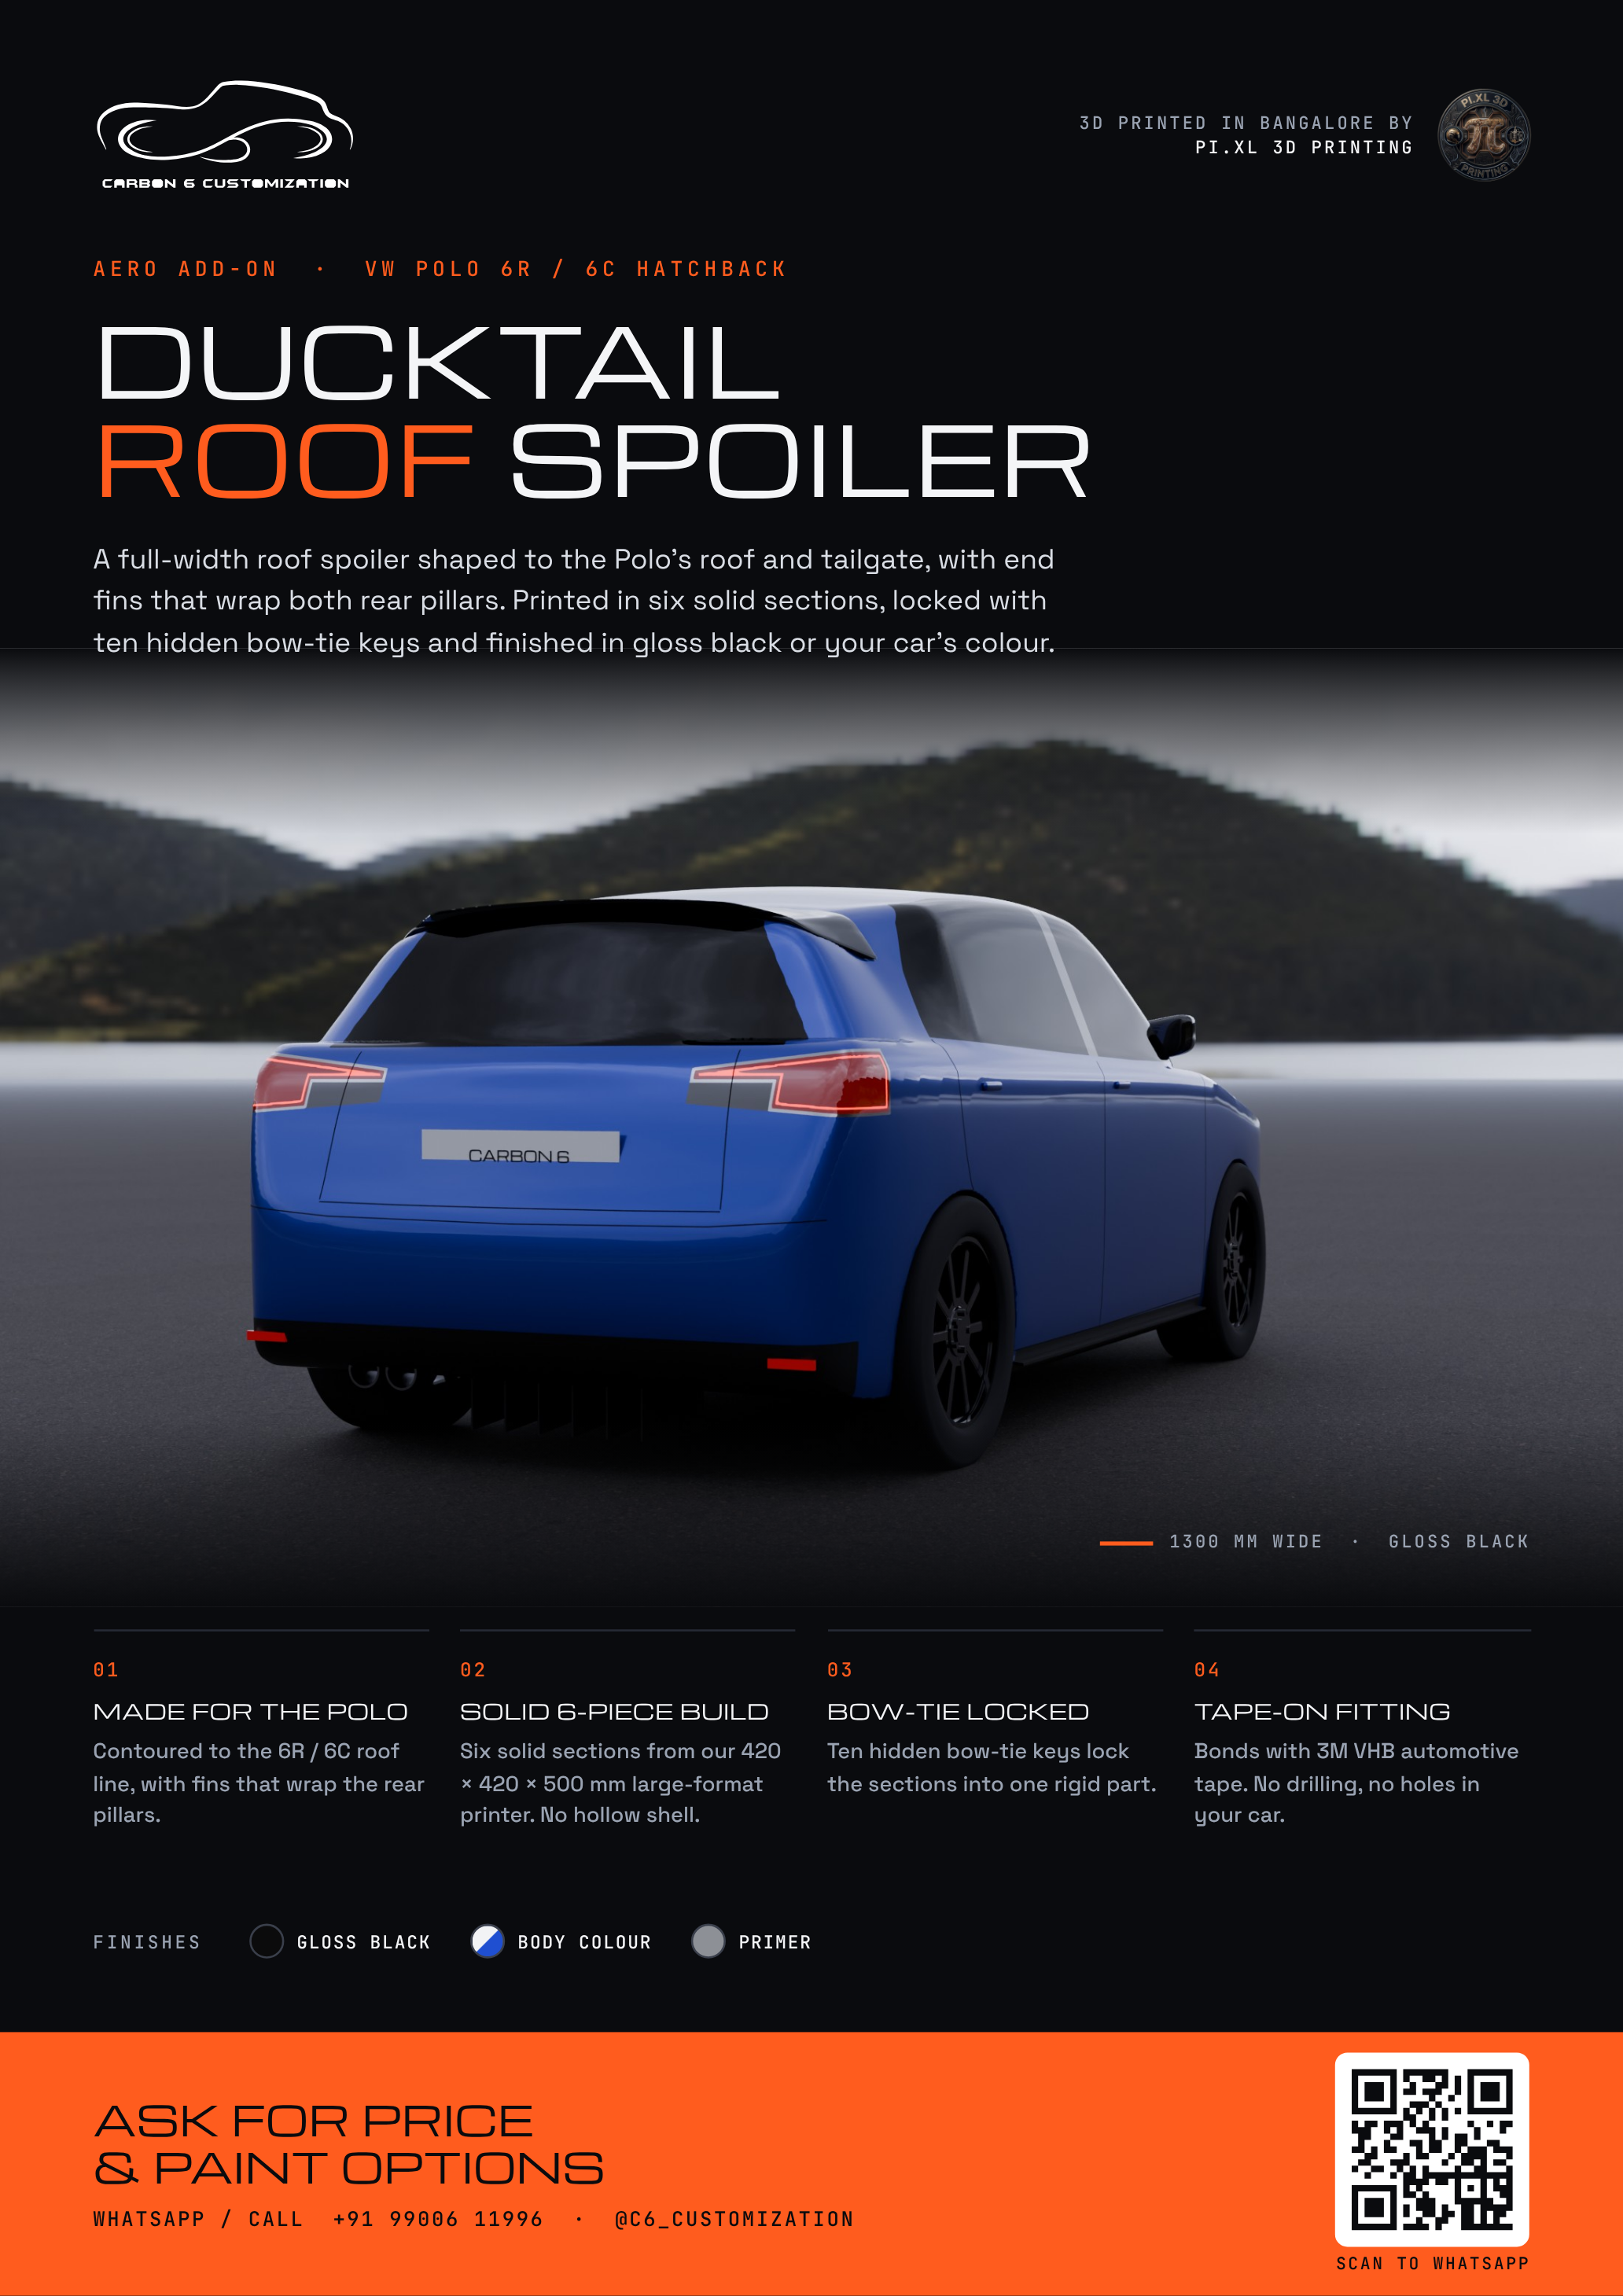 CARBON 6 CUSTOMIZATION
3D PRINTED IN BANGALORE BY
PI.XL 3D PRINTING
PI.XL 3D
π
PRINTING
AERO ADD-ON · VW POLO 6R / 6C HATCHBACK
DUCKTAIL
ROOF SPOILER
A full-width roof spoiler shaped to the Polo’s roof and tailgate, with end
fins that wrap both rear pillars. Printed in six solid sections, locked with
ten hidden bow-tie keys and finished in gloss black or your car’s colour.
CARBON 6
1300 MM WIDE · GLOSS BLACK
01
MADE FOR THE POLO
Contoured to the 6R / 6C roof
line, with fins that wrap the rear
pillars.
02
SOLID 6-PIECE BUILD
Six solid sections from our 420
× 420 × 500 mm large-format
printer. No hollow shell.
03
BOW-TIE LOCKED
Ten hidden bow-tie keys lock
the sections into one rigid part.
04
TAPE-ON FITTING
Bonds with 3M VHB automotive
tape. No drilling, no holes in
your car.
FINISHES GLOSS BLACK BODY COLOUR PRIMER
ASK FOR PRICE
& PAINT OPTIONS
WHATSAPP / CALL +91 99006 11996 · @C6_CUSTOMIZATION
SCAN TO WHATSAPP